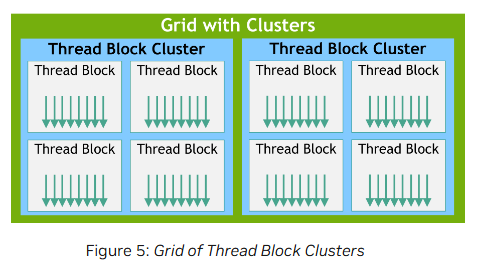 Grid with Clusters
Thread Block Cluster Thread Block Cluster
Thread Block Thread Block Thread Block Thread Block
Thread Block Thread Block Thread Block Thread Block
Figure 5: Grid of Thread Block Clusters